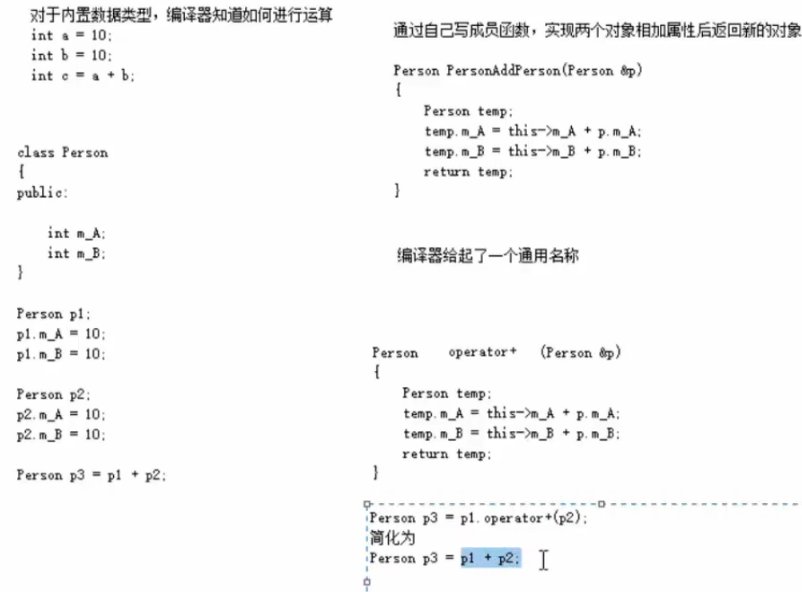 对于内置数据类型，编译器知道如何进行运算
int a = 10;
int b = 10;
int c = a + b;
class Person
{
public:
int m_A;
int m_B;
}
Person p1;
p1.m_A = 10;
p1.m_B = 10;
Person p2;
p2.m_A = 10;
p2.m_B = 10;
Person p3 = p1 + p2;
通过自己写成员函数，实现两个对象相加属性后返回新的对象
Person PersonAddPerson(Person &p)
{
Person temp;
temp.m_A = this->m_A + p.m_A;
temp.m_B = this->m_B + p.m_B;
return temp;
}
编译器给起了一个通用名称
Person operator+ (Person &p)
{
Person temp;
temp.m_A = this->m_A + p.m_A;
temp.m_B = this->m_B + p.m_B;
return temp;
}
Person p3 = p1.operator+(p2);
简化为
Person p3 = p1 + p2;